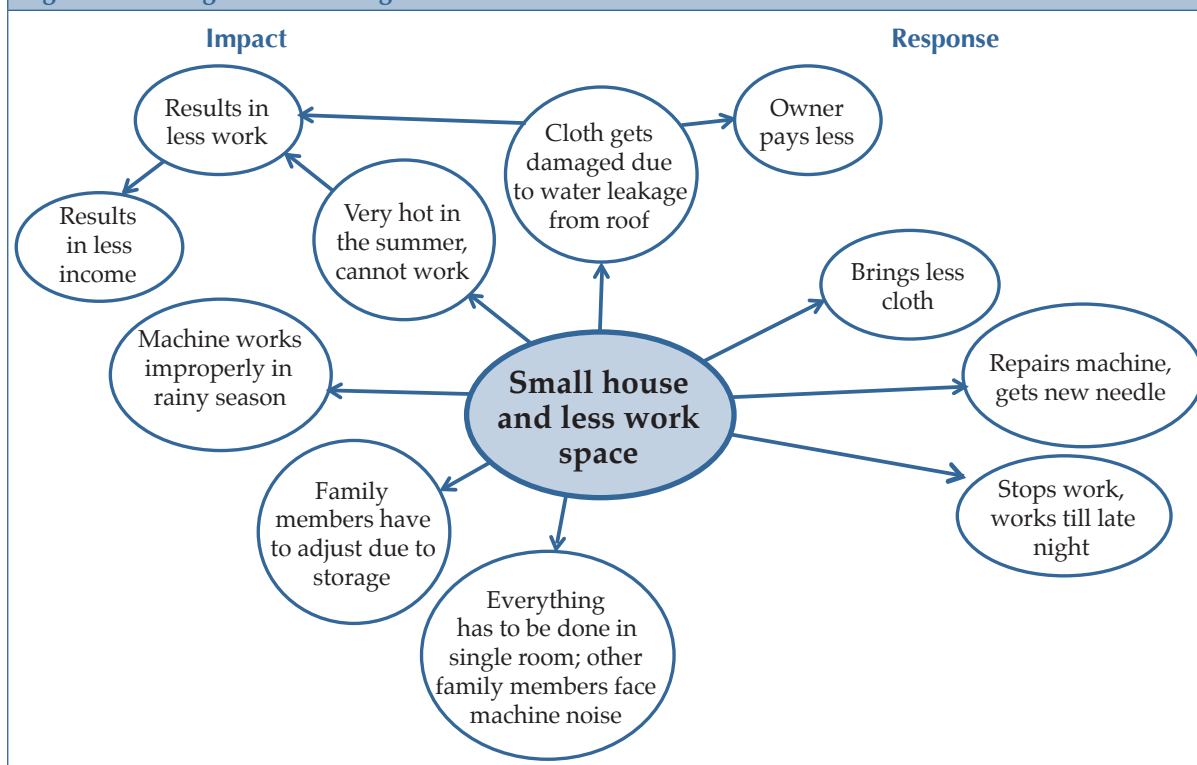 Impact
Response
Results in
less work
Cloth gets
damaged due
to water leakage
from roof
Owner
pays less
Results
in less
income
Very hot in
the summer,
cannot work
Brings less
cloth
Machine works
improperly in
rainy season
Small house
and less work
space
Repairs machine,
gets new needle
Family
members have
to adjust due to
storage
Stops work,
works till late
night
Everything
has to be done in
single room; other
family members face
machine noise